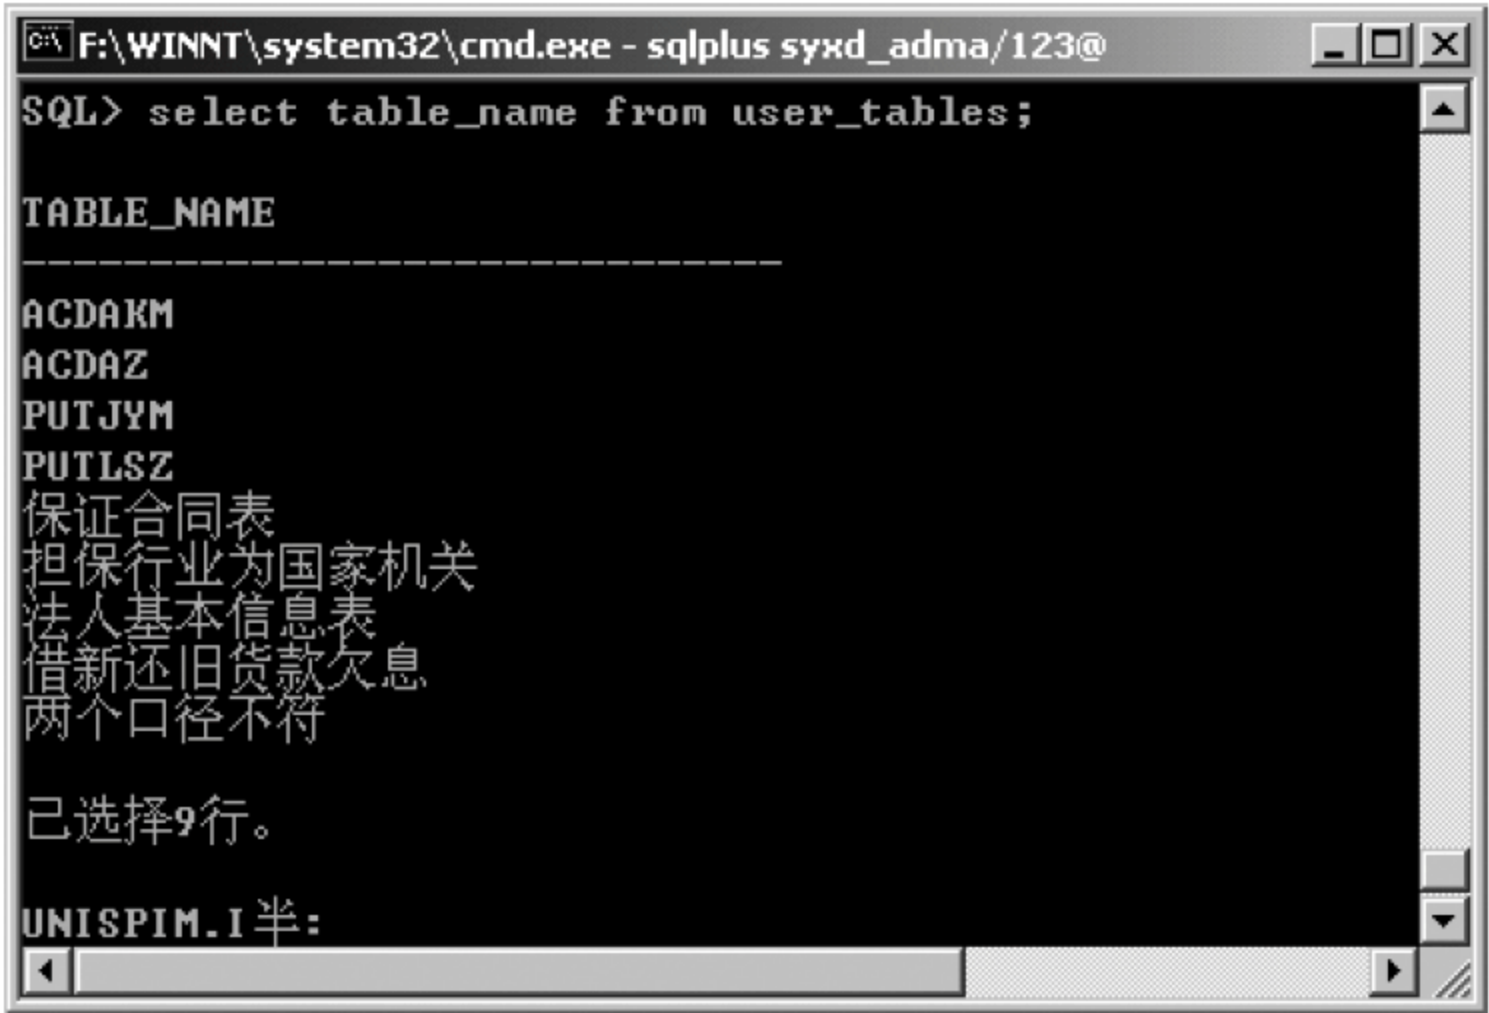 F:\WINNT\system32\cmd.exe - sqlplus syxd_adma/123@
SQL> select table_name from user_tables;
TABLE_NAME
------------------------------
ACDAKM
ACDAZ
PUTJYM
PUTLSZ
保证合同表
担保行业为国家机关
法人基本信息表
借新还旧货款欠息
两个口径不符
已选择9行。
UNISPIM.I半: